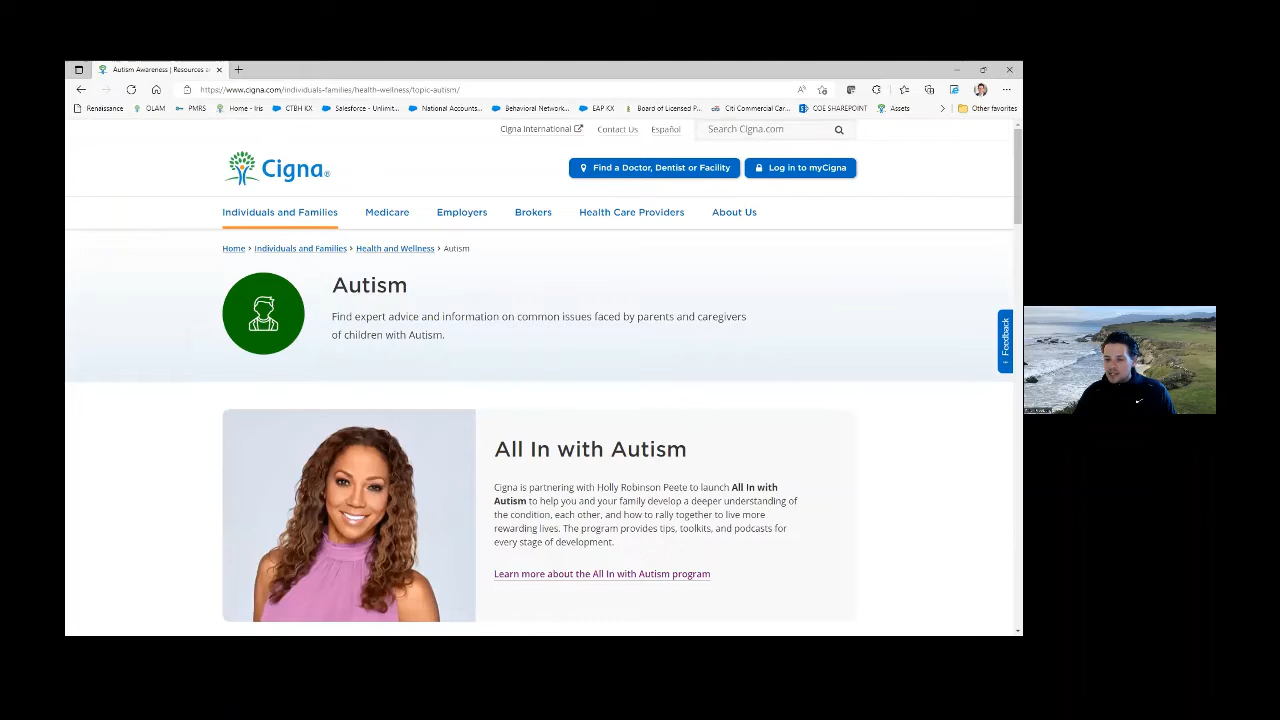 Autism Awareness | Resources a
https://www.cigna.com/individuals-families/health-wellness/topic-autism/
Renaissance OLAM PMRS Home - Iris CTBH KX Salesforce - Unlimit... National Accounts... Behavioral Network... EAP KX Board of Licensed P... Citi Commercial Car... COE SHAREPOINT Assets Other favorites
Cigna International Contact Us Español Search Cigna.com
Cigna®
Find a Doctor, Dentist or Facility Log in to myCigna
Individuals and Families Medicare Employers Brokers Health Care Providers About Us
Home > Individuals and Families > Health and Wellness > Autism
Autism
Find expert advice and information on common issues faced by parents and caregivers
of children with Autism.
Feedback
All In with Autism
Cigna is partnering with Holly Robinson Peete to launch All In with
Autism to help you and your family develop a deeper understanding of
the condition, each other, and how to rally together to live more
rewarding lives. The program provides tips, toolkits, and podcasts for
every stage of development.
Learn more about the All In with Autism program